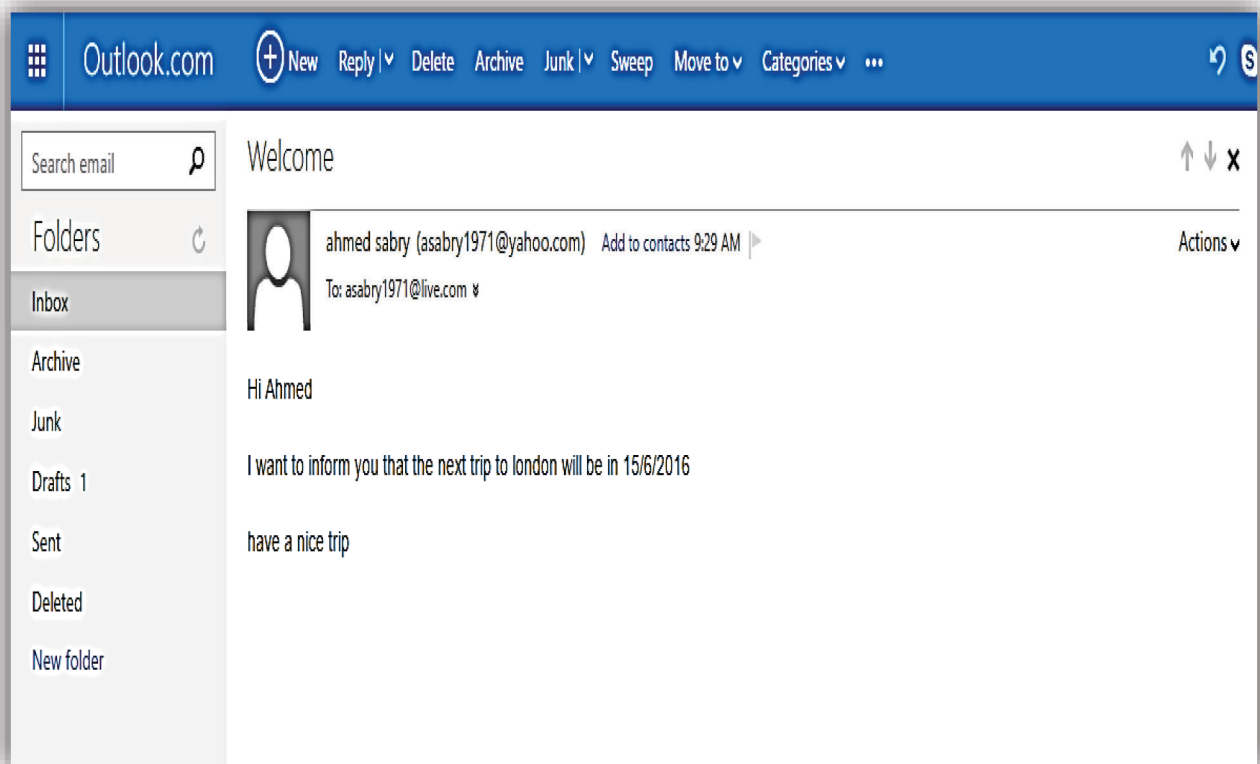 Outlook.com + New Reply Delete Archive Junk Sweep Move to Categories ••• S
Search email
Folders
Inbox
Archive
Junk
Drafts 1
Sent
Deleted
New folder
Welcome
ahmed sabry (asabry1971@yahoo.com) Add to contacts 9:29 AM
Actions
To: asabry1971@live.com
Hi Ahmed
I want to inform you that the next trip to london will be in 15/6/2016
have a nice trip